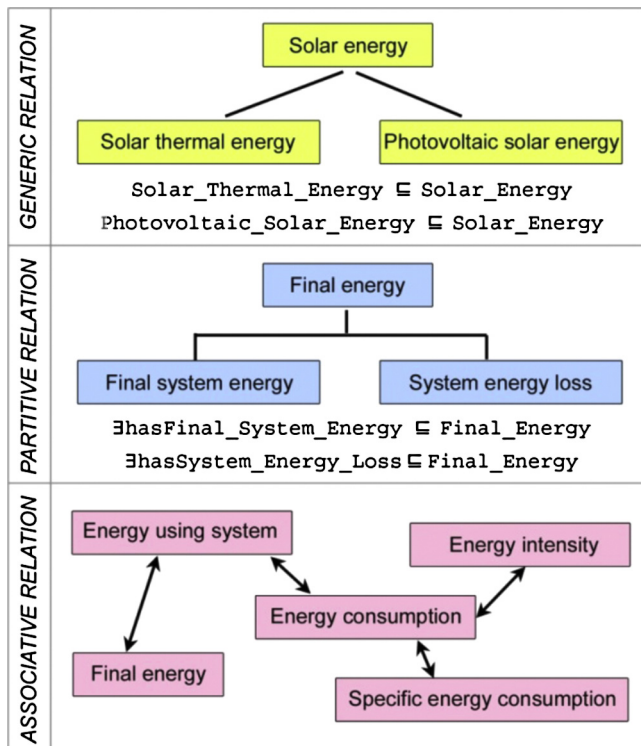 GENERIC RELATION
Solar energy
Solar thermal energy
Photovoltaic solar energy
Solar_Thermal_Energy ⊑ Solar_Energy
Photovoltaic_Solar_Energy ⊑ Solar_Energy
PARTITIVE RELATION
Final energy
Final system energy
System energy loss
∃hasFinal_System_Energy ⊑ Final_Energy
∃hasSystem_Energy_Loss⊑Final_Energy
ASSOCIATIVE RELATION
Energy using system
Energy intensity
Energy consumption
Final energy
Specific energy consumption